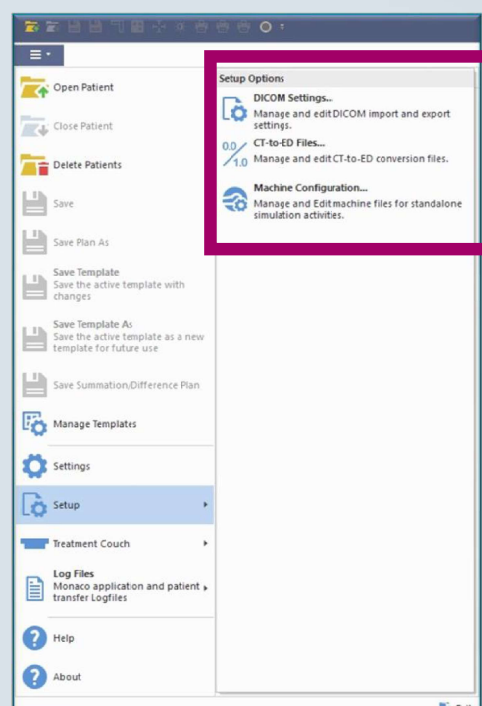 Open Patient
Close Patient
Delete Patients
Save
Save Plan As
Save Template
Save the active template with
changes
Save Template As
Save the active template as a new
template for future use
Save Summation/Difference Plan
Manage Templates
Settings
Setup
Treatment Couch
Log Files
Monaco application and patient
transfer Logfiles
Help
About
Setup Options
DICOM Settings...
Manage and edit DICOM import and export
settings.
0.0/
1.0
CT-to-ED Files...
Manage and edit CT-to-ED conversion files.
Machine Configuration...
Manage and Edit machine files for standalone
simulation activities.